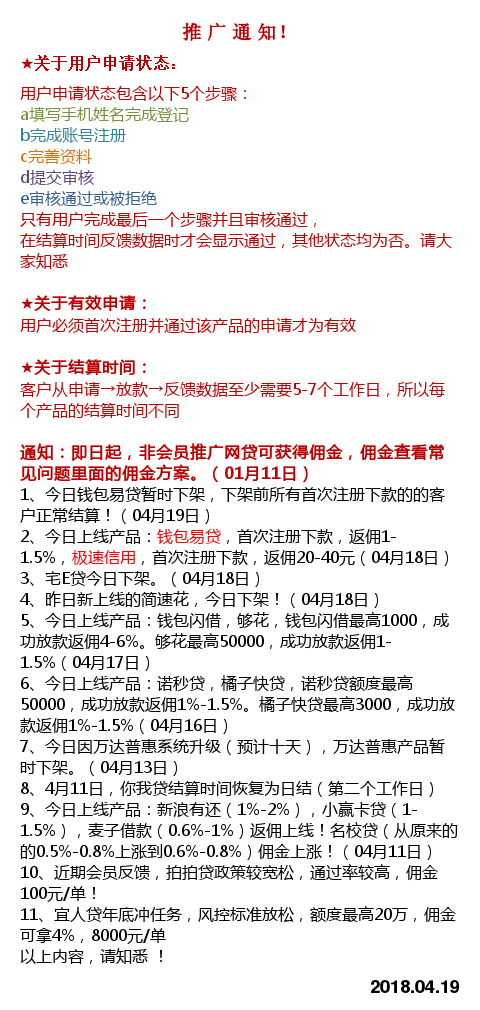 推 广 通 知！
★关于用户申请状态：
用户申请状态包含以下5个步骤：
a填写手机姓名完成登记
b完成账号注册
c完善资料
d提交审核
e审核通过或被拒绝
只有用户完成最后一个步骤并且审核通过，
在结算时间反馈数据时才会显示通过，其他状态均为否。请大
家知悉
★关于有效申请：
用户必须首次注册并通过该产品的申请才为有效
★关于结算时间：
客户从申请→放款→反馈数据至少需要5-7个工作日，所以每
个产品的结算时间不同
通知：即日起，非会员推广网贷可获得佣金，佣金查看常
见问题里面的佣金方案。（01月11日）
1、今日钱包易贷暂时下架，下架前所有首次注册下款的的客
户正常结算！（04月19日）
2、今日上线产品：钱包易贷，首次注册下款，返佣1-
1.5%，极速信用，首次注册下款，返佣20-40元（04月18日）
3、宅E贷今日下架。（04月18日）
4、昨日新上线的简速花，今日下架！（04月18日）
5、今日上线产品：钱包闪借，够花，钱包闪借最高1000，成
功放款返佣4-6%。够花最高50000，成功放款返佣1-
1.5%（04月17日）
6、今日上线产品：诺秒贷，橘子快贷，诺秒贷额度最高
50000，成功放款返佣1%-1.5%。橘子快贷最高3000，成功放
款返佣1%-1.5%（04月16日）
7、今日因万达普惠系统升级（预计十天），万达普惠产品暂
时下架。（04月13日）
8、4月11日，你我贷结算时间恢复为日结（第二个工作日）
9、今日上线产品：新浪有还（1%-2%），小赢卡贷（1-
1.5%），麦子借款（0.6%-1%）返佣上线！名校贷（从原来的
的0.5%-0.8%上涨到0.6%-0.8%）佣金上涨！（04月11日）
10、近期会员反馈，拍拍贷政策较宽松，通过率较高，佣金
100元/单！
11、宜人贷年底冲任务，风控标准放松，额度最高20万，佣金
可拿4%，8000元/单
以上内容，请知悉 ！
2018.04.19